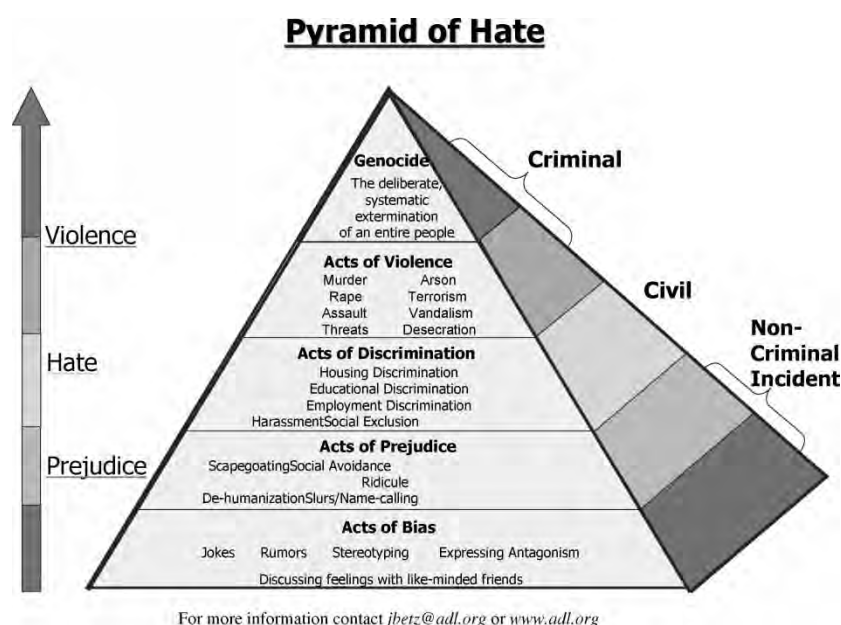 Pyramid of Hate
Genocide
The deliberate,
systematic
extermination
of an entire people
Acts of Violence
Murder Arson
Rape Terrorism
Assault Vandalism
Threats Desecration
Acts of Discrimination
Housing Discrimination
Educational Discrimination
Employment Discrimination
HarassmentSocial Exclusion
Acts of Prejudice
ScapegoatingSocial Avoidance
Ridicule
De-humanizationSlurs/Name-calling
Acts of Bias
Jokes Rumors Stereotyping Expressing Antagonism
Discussing feelings with like-minded friends
Violence
Hate
Prejudice
Criminal
Civil
Non-
Criminal
Incident
For more information contact jbetz@adl.org or www.adl.org